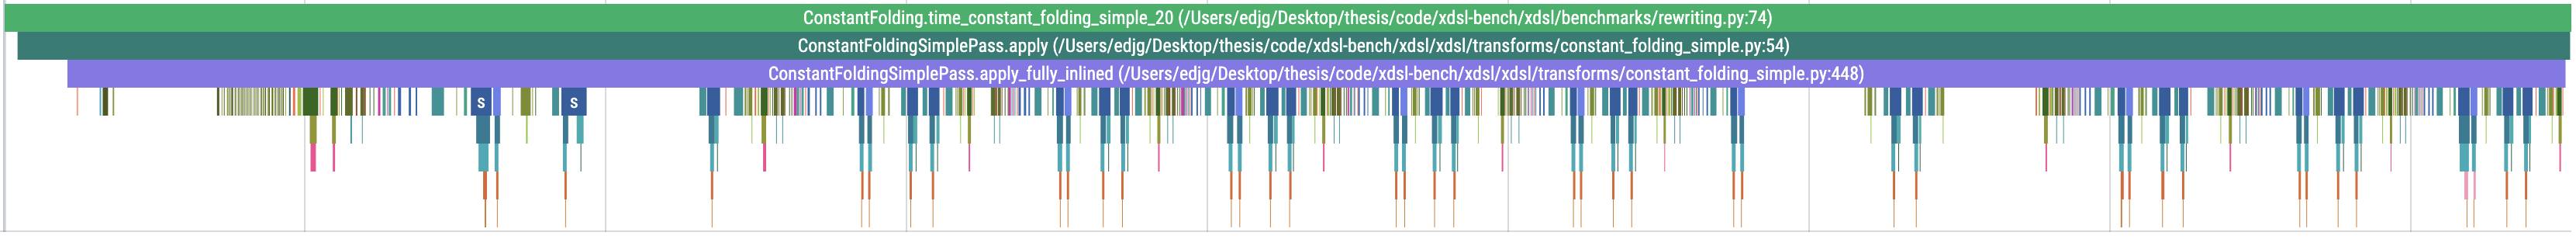 ConstantFolding.time_constant_folding_simple_20 (/Users/edjg/Desktop/thesis/code/xdsl-bench/xdsl/benchmarks/rewriting.py:74)
ConstantFoldingSimplePass.apply (/Users/edjg/Desktop/thesis/code/xdsl-bench/xdsl/xdsl/transforms/constant_folding_simple.py:54)
ConstantFoldingSimplePass.apply_fully_inlined (/Users/edjg/Desktop/thesis/code/xdsl-bench/xdsl/xdsl/transforms/constant_folding_simple.py:448)
s s